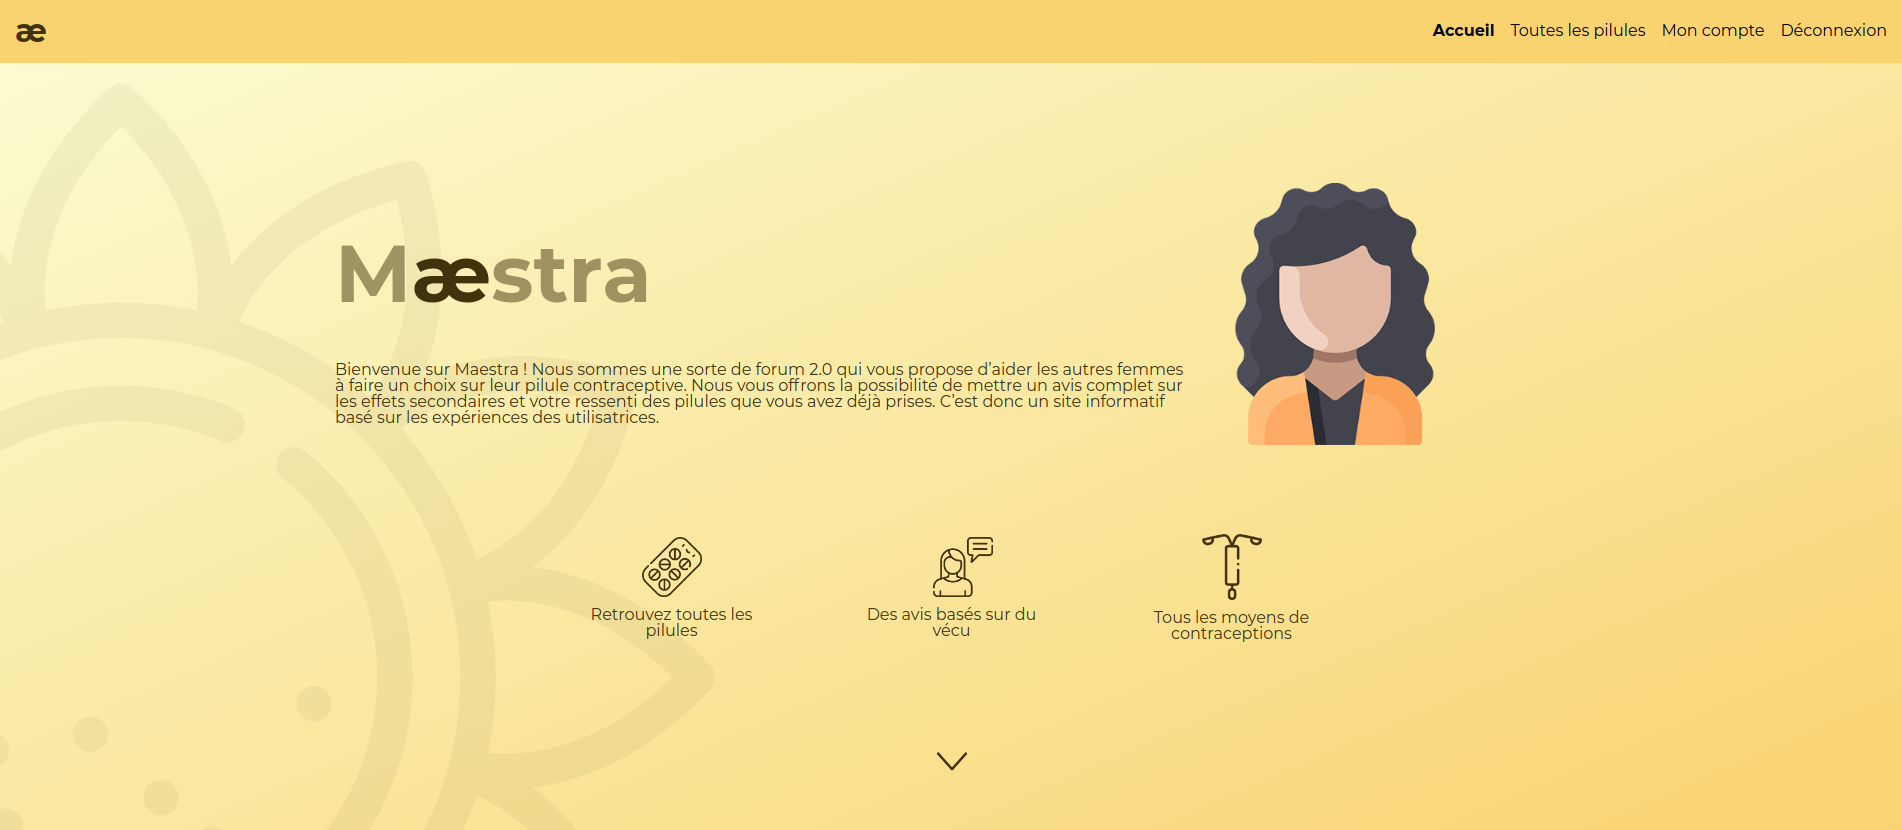 æ
Accueil Toutes les pilules Mon compte Déconnexion
Mæstra
Bienvenue sur Maestra ! Nous sommes une sorte de forum 2.0 qui vous propose d’aider les autres femmes
à faire un choix sur leur pilule contraceptive. Nous vous offrons la possibilité de mettre un avis complet sur
les effets secondaires et votre ressenti des pilules que vous avez déjà prises. C’est donc un site informatif
basé sur les expériences des utilisatrices.
Retrouvez toutes les
pilules
Des avis basés sur du
vécu
Tous les moyens de
contraceptions